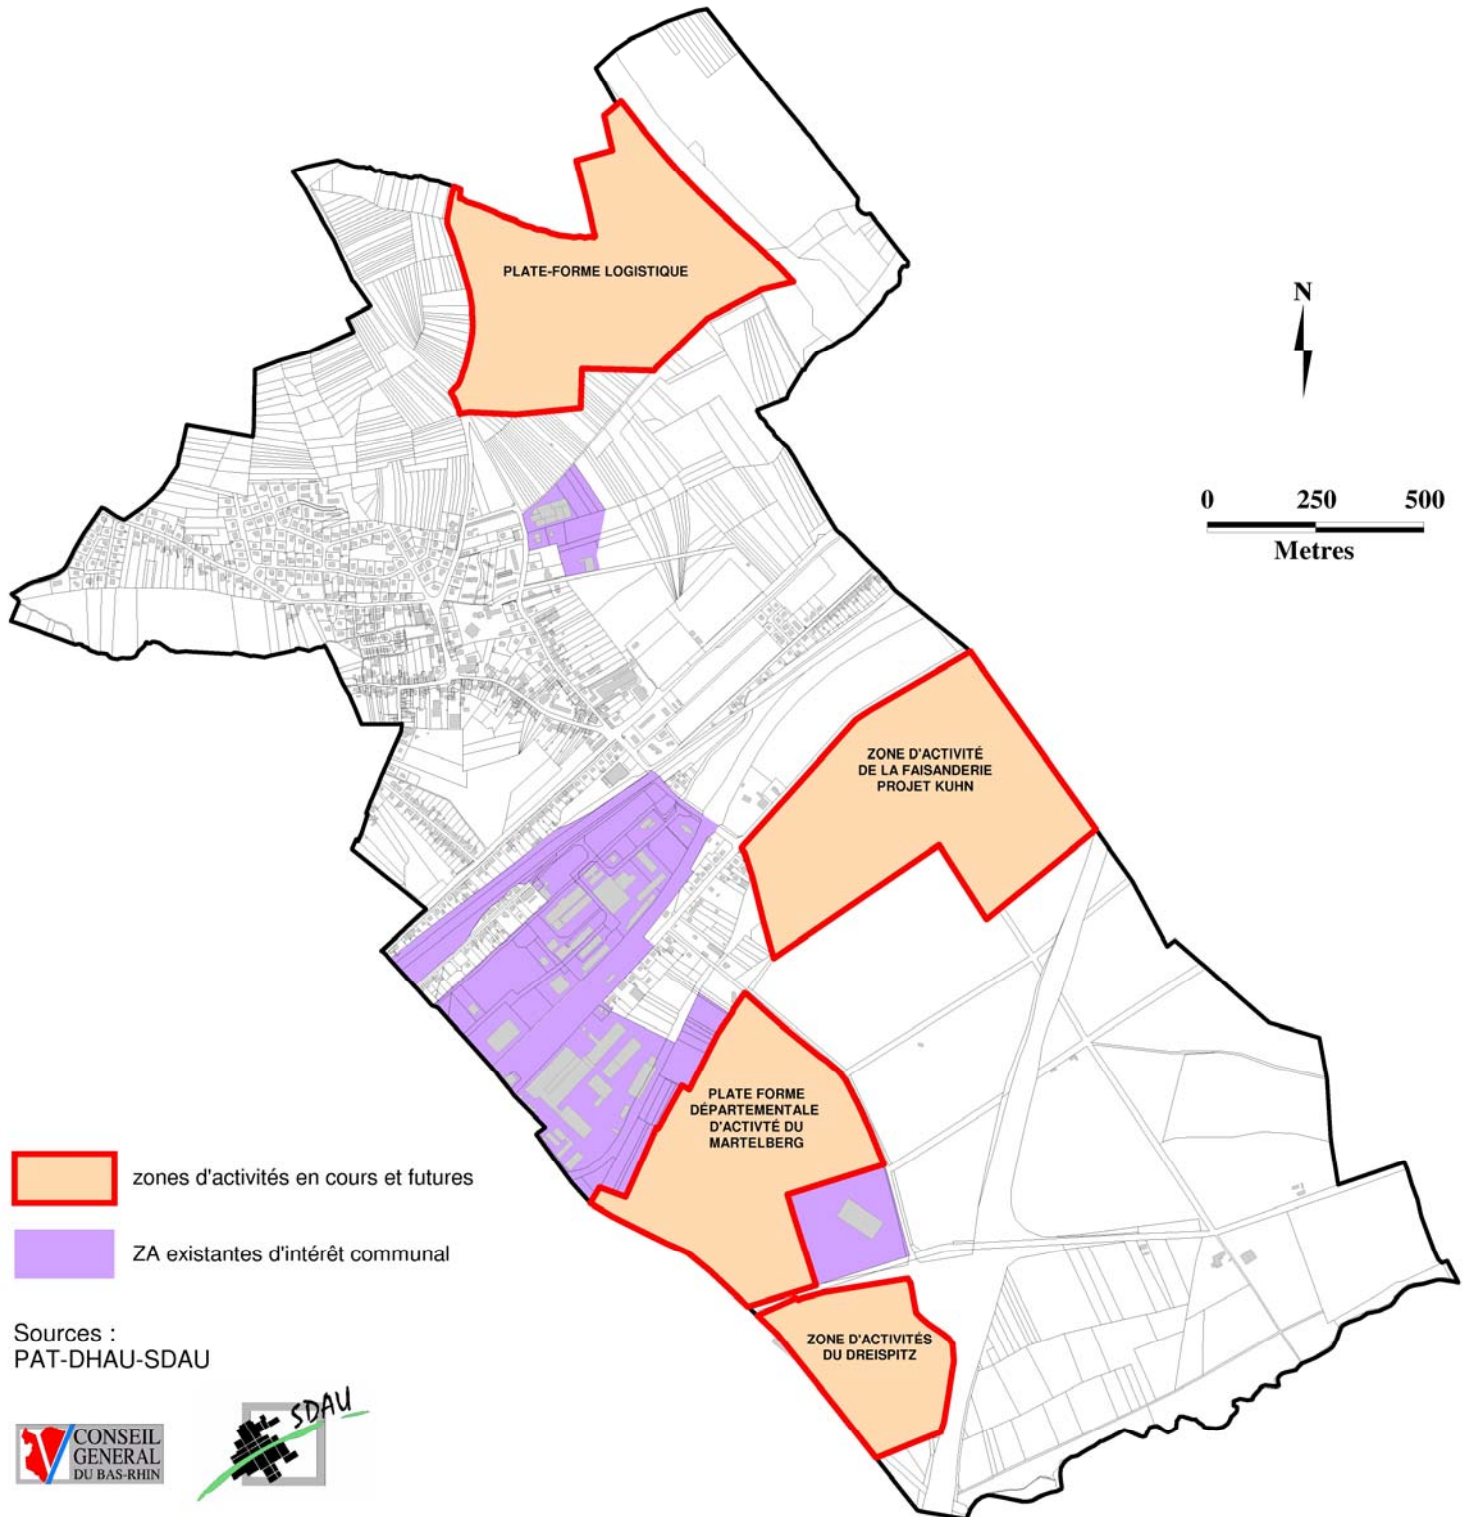 PLATE-FORME LOGISTIQUE
N
0 250 500
Metres
ZONE D'ACTIVITÉ
DE LA FAISANDERIE
PROJET KUHN
PLATE FORME
DÉPARTEMENTALE
D'ACTIVTÉ DU
MARTELBERG
ZONE D'ACTIVITÉS
DU DREISPITZ
zones d'activités en cours et futures
ZA existantes d'intérêt communal
Sources :
PAT-DHAU-SDAU
CONSEIL
GENERAL
DU BAS-RHIN
SDAU